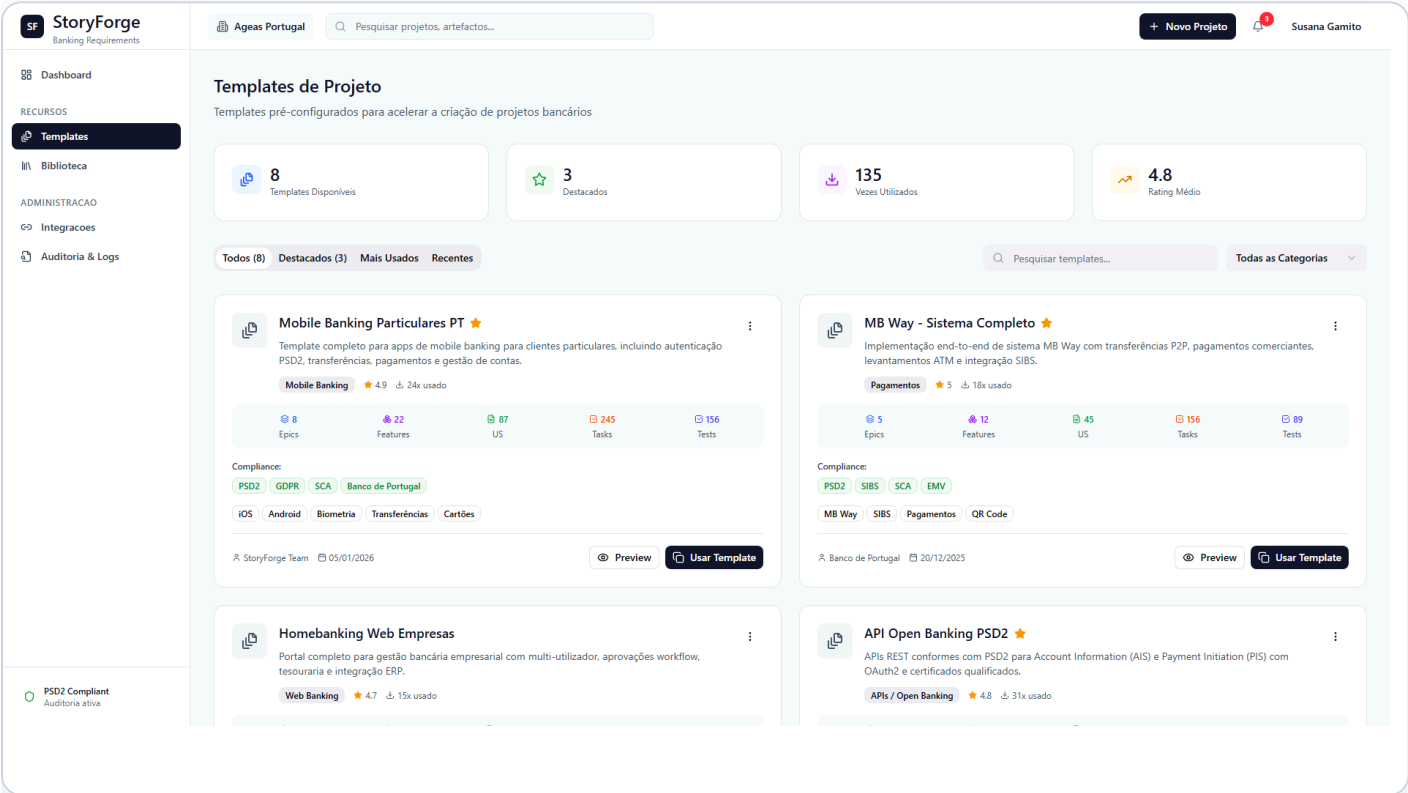 SF
StoryForge
Banking Requirements
Ageas Portugal
Pesquisar projetos, artefactos...
+ Novo Projeto
3
Susana Gamito
Dashboard
RECURSOS
Templates
Biblioteca
ADMINISTRACAO
Integracoes
Auditoria & Logs
PSD2 Compliant
Auditoria ativa
Templates de Projeto
Templates pré-configurados para acelerar a criação de projetos bancários
8
Templates Disponíveis
3
Destacados
135
Vezes Utilizados
4.8
Rating Médio
Todos (8) Destacados (3) Mais Usados Recentes
Pesquisar templates...
Todas as Categorias
Mobile Banking Particulares PT
Template completo para apps de mobile banking para clientes particulares, incluindo autenticação
PSD2, transferências, pagamentos e gestão de contas.
Mobile Banking 4.9 24x usado
8 22 87 245 156
Epics Features US Tasks Tests
Compliance:
PSD2 GDPR SCA Banco de Portugal
iOS Android Biometria Transferências Cartões
StoryForge Team 05/01/2026
Preview Usar Template
MB Way - Sistema Completo
Implementação end-to-end de sistema MB Way com transferências P2P, pagamentos comerciantes,
levantamentos ATM e integração SIBS.
Pagamentos 5 18x usado
5 12 45 156 89
Epics Features US Tasks Tests
Compliance:
PSD2 SIBS SCA EMV
MB Way SIBS Pagamentos QR Code
Banco de Portugal 20/12/2025
Preview Usar Template
Homebanking Web Empresas
Portal completo para gestão bancária empresarial com multi-utilizador, aprovações workflow,
tesouraria e integração ERP.
Web Banking 4.7 15x usado
API Open Banking PSD2
APIs REST conformes com PSD2 para Account Information (AIS) e Payment Initiation (PIS) com
OAuth2 e certificados qualificados.
APIs / Open Banking 4.8 31x usado